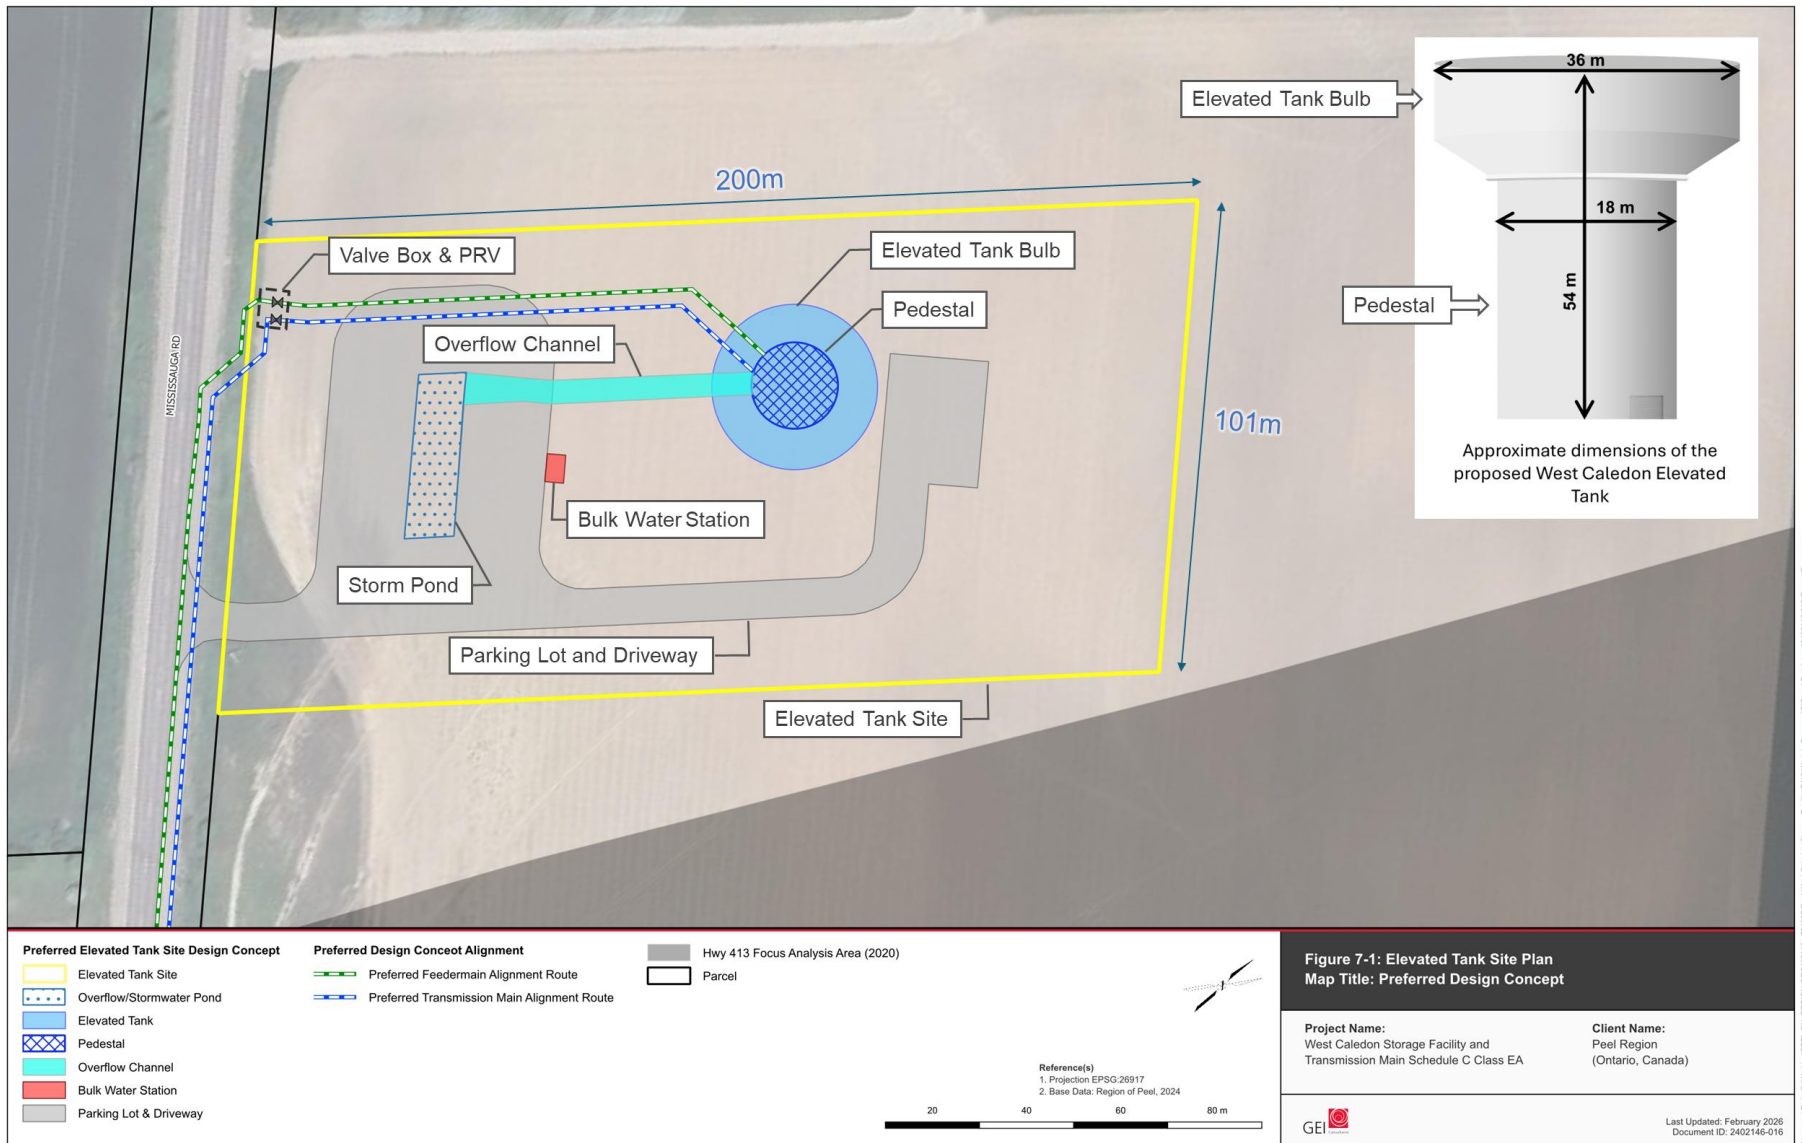 36 m
Elevated Tank Bulb
200m
18 m
Elevated Tank Bulb
Valve Box & PRV
54 m
Pedestal
Pedestal
Overflow Channel
MISSISSAUGA RD
101m
Approximate dimensions of the
proposed West Caledon Elevated
Tank
Bulk Water Station
Storm Pond
Parking Lot and Driveway
Elevated Tank Site
Preferred Elevated Tank Site Design Concept
Elevated Tank Site
Overflow/Stormwater Pond
Elevated Tank
Pedestal
Overflow Channel
Bulk Water Station
Parking Lot & Driveway
Preferred Design Conceot Alignment
Preferred Feedermain Alignment Route
Preferred Transmission Main Alignment Route
Hwy 413 Focus Analysis Area (2020)
Parcel
Reference(s)
1. Projection EPSG:26917
2. Base Data: Region of Peel, 2024
20 40 60 80 m
Figure 7-1: Elevated Tank Site Plan
Map Title: Preferred Design Concept
Project Name:
West Caledon Storage Facility and
Transmission Main Schedule C Class EA
Client Name:
Peel Region
(Ontario, Canada)
GEI
Last Updated: February 2026
Document ID: 2402146-016